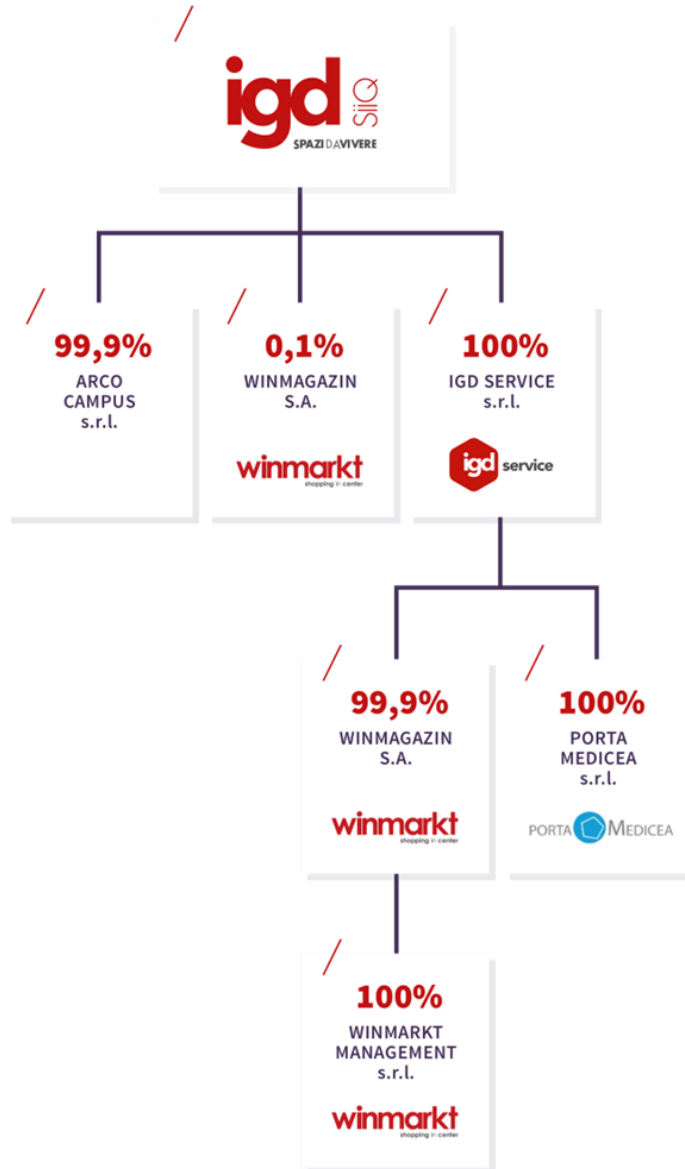 igd SIIQ
SPAZI DA VIVERE
99,9%
ARCO
CAMPUS
s.r.l.
0,1%
WINMAGAZIN
S.A.
winmarkt
shopping in center
100%
IGD SERVICE
s.r.l.
igd service
99,9%
WINMAGAZIN
S.A.
winmarkt
shopping in center
100%
PORTA
MEDICEA
s.r.l.
PORTA MEDICEA
100%
WINMARKT
MANAGEMENT
s.r.l.
winmarkt
shopping in center